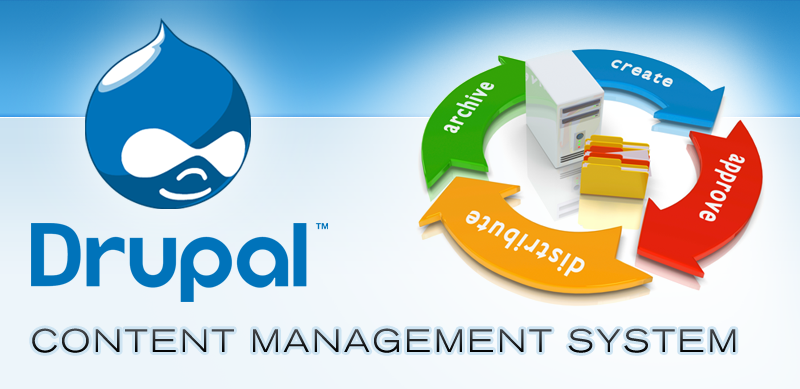 Drupal™
create
approve
distribute
archive
CONTENT MANAGEMENT SYSTEM